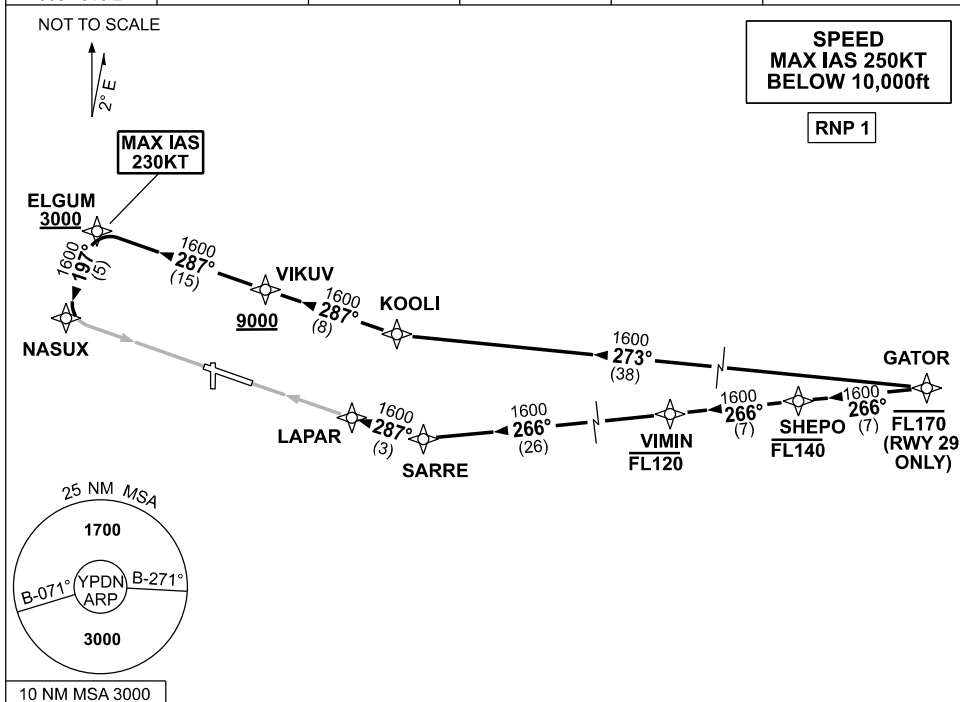 NOT TO SCALE
2° E
SPEED
MAX IAS 250KT
BELOW 10,000ft
RNP 1
MAX IAS
230KT
ELGUM
3000
1600
287°
(15)
VIKUV
9000
1600
287°
(8)
KOOLI
1600
197°
(5)
NASUX
1600
273°
(38)
GATOR
FL170
(RWY 29
ONLY)
1600
266°
(7)
SHEPO
FL140
1600
266°
(7)
VIMIN
FL120
1600
266°
(26)
SARRE
1600
287°
(3)
LAPAR
25 NM MSA
1700
B-071°
YPDN
ARP
B-271°
3000
10 NM MSA 3000